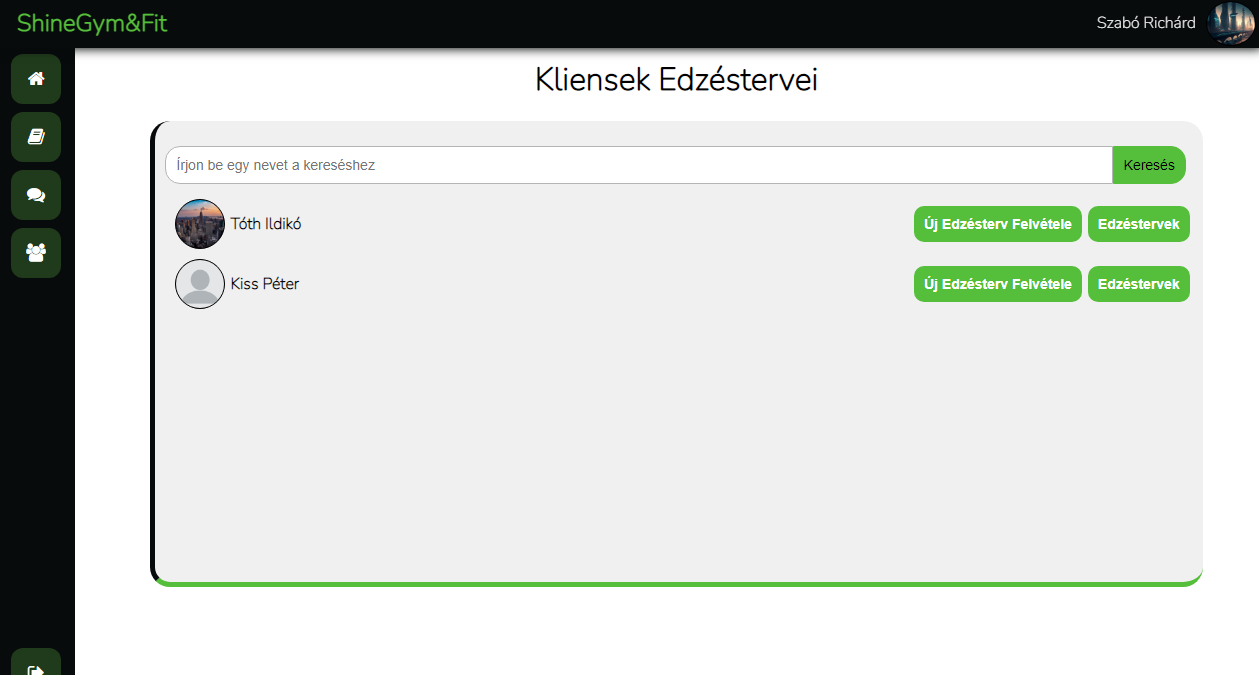 ShineGym&Fit
Szabó Richárd
Kliensek Edzéstervei
Írjon be egy nevet a kereséshez
Keresés
Tóth Ildikó
Új Edzésterv Felvétele
Edzéstervek
Kiss Péter
Új Edzésterv Felvétele
Edzéstervek